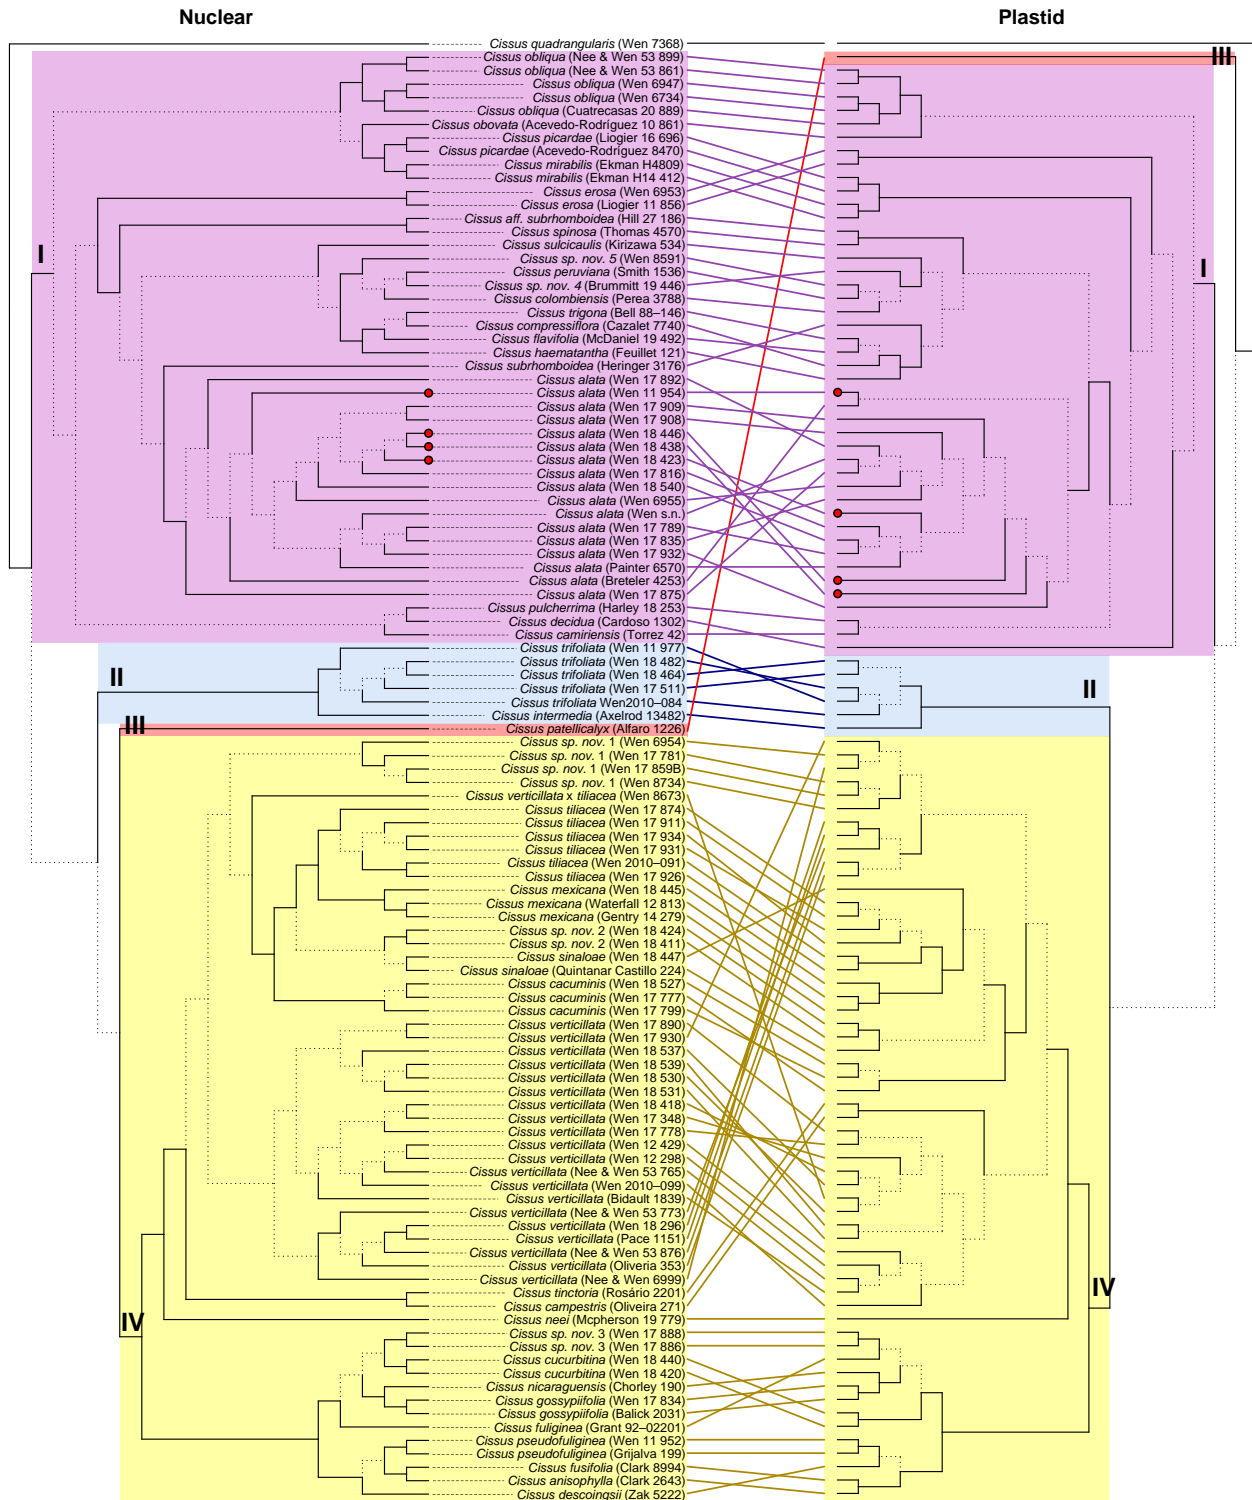 Nuclear
Plastid
Cissus quadrangularis (Wen 7368)
Cissus obliqua (Nee & Wen 53 899)
III
Cissus obliqua (Nee & Wen 53 861)
Cissus obliqua (Wen 6947)
Cissus obliqua (Wen 6734)
Cissus obliqua (Cuatrecasas 20 889)
Cissus obovata (Acevedo-Rodríguez 10 861)
Cissus picardae (Liogier 16 696)
Cissus picardae (Acevedo-Rodríguez 8470)
Cissus mirabilis (Ekman H4809)
Cissus mirabilis (Ekman H14 412)
Cissus erosa (Wen 6953)
Cissus erosa (Liogier 11 856)
Cissus aff. subrhomboidea (Hill 27 186)
Cissus spinosa (Thomas 4570)
Cissus sulcicaulis (Kirizawa 534)
I
Cissus sp. nov. 5 (Wen 8591)
I
Cissus peruviana (Smith 1536)
Cissus sp. nov. 4 (Brummitt 19 446)
Cissus colombiensis (Perea 3788)
Cissus trigona (Bell 88–146)
Cissus compressiflora (Cazalet 7740)
Cissus flavifolia (McDaniel 19 492)
Cissus haematantha (Feuillet 121)
Cissus subrhomboidea (Heringer 3176)
Cissus alata (Wen 17 892)
Cissus alata (Wen 11 954)
Cissus alata (Wen 17 909)
Cissus alata (Wen 17 908)
Cissus alata (Wen 18 446)
Cissus alata (Wen 18 438)
Cissus alata (Wen 18 423)
Cissus alata (Wen 17 816)
Cissus alata (Wen 18 540)
Cissus alata (Wen 6955)
Cissus alata (Wen s.n.)
Cissus alata (Wen 17 789)
Cissus alata (Wen 17 835)
Cissus alata (Wen 17 932)
Cissus alata (Painter 6570)
Cissus alata (Breteler 4253)
Cissus alata (Wen 17 875)
Cissus pulcherrima (Harley 18 253)
Cissus decidua (Cardoso 1302)
Cissus camiriensis (Torrez 42)
Cissus trifoliata (Wen 11 977)
Cissus trifoliata (Wen 18 482)
Cissus trifoliata (Wen 18 464)
II
Cissus trifoliata (Wen 17 511)
II
Cissus trifoliata Wen2010–084
Cissus intermedia (Axelrod 13482)
III
Cissus patellicalyx (Alfaro 1226)
Cissus sp. nov. 1 (Wen 6954)
Cissus sp. nov. 1 (Wen 17 781)
Cissus sp. nov. 1 (Wen 17 859B)
Cissus sp. nov. 1 (Wen 8734)
Cissus verticillata x tiliacea (Wen 8673)
Cissus tiliacea (Wen 17 874)
Cissus tiliacea (Wen 17 911)
Cissus tiliacea (Wen 17 934)
Cissus tiliacea (Wen 17 931)
Cissus tiliacea (Wen 2010–091)
Cissus tiliacea (Wen 17 926)
Cissus mexicana (Wen 18 445)
Cissus mexicana (Waterfall 12 813)
Cissus mexicana (Gentry 14 279)
Cissus sp. nov. 2 (Wen 18 424)
Cissus sp. nov. 2 (Wen 18 411)
Cissus sinaloae (Wen 18 447)
Cissus sinaloae (Quintanar Castillo 224)
Cissus cacuminis (Wen 18 527)
Cissus cacuminis (Wen 17 777)
Cissus cacuminis (Wen 17 799)
Cissus verticillata (Wen 17 890)
Cissus verticillata (Wen 17 930)
Cissus verticillata (Wen 18 537)
Cissus verticillata (Wen 18 539)
Cissus verticillata (Wen 18 530)
Cissus verticillata (Wen 18 531)
Cissus verticillata (Wen 18 418)
Cissus verticillata (Wen 17 348)
Cissus verticillata (Wen 17 778)
Cissus verticillata (Wen 12 429)
Cissus verticillata (Wen 12 298)
Cissus verticillata (Nee & Wen 53 765)
Cissus verticillata (Wen 2010–099)
Cissus verticillata (Bidault 1839)
Cissus verticillata (Nee & Wen 53 773)
Cissus verticillata (Wen 18 296)
Cissus verticillata (Pace 1151)
Cissus verticillata (Nee & Wen 53 876)
Cissus verticillata (Oliveria 353)
Cissus verticillata (Nee & Wen 6999)
IV
Cissus tinctoria (Rosário 2201)
Cissus campestris (Oliveira 271)
IV
Cissus neei (Mcpherson 19 779)
Cissus sp. nov. 3 (Wen 17 888)
Cissus sp. nov. 3 (Wen 17 886)
Cissus cucurbitina (Wen 18 440)
Cissus cucurbitina (Wen 18 420)
Cissus nicaraguensis (Chorley 190)
Cissus gossypiifolia (Wen 17 834)
Cissus gossypiifolia (Balick 2031)
Cissus fuliginea (Grant 92–02201)
Cissus pseudofuliginea (Wen 11 952)
Cissus pseudofuliginea (Grijalva 199)
Cissus fusifolia (Clark 8994)
Cissus anisophylla (Clark 2643)
Cissus descoingsii (Zak 5222)